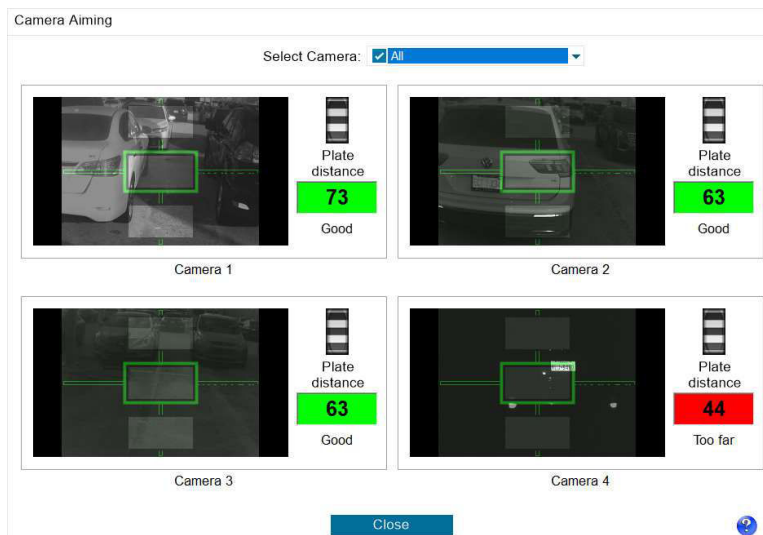 Camera Aiming
Select Camera: All
Plate
distance
73
Good
Camera 1
Plate
distance
63
Good
Camera 2
Plate
distance
63
Good
Camera 3
Plate
distance
44
Too far
Camera 4
Close
?